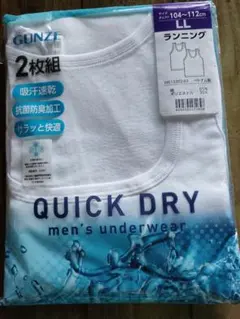 GUNZE
2枚組
吸汗速乾
抗菌防臭加工
サラッと快適
104〜112cm
LL
ランニング
QUICK DRY
men's underwear